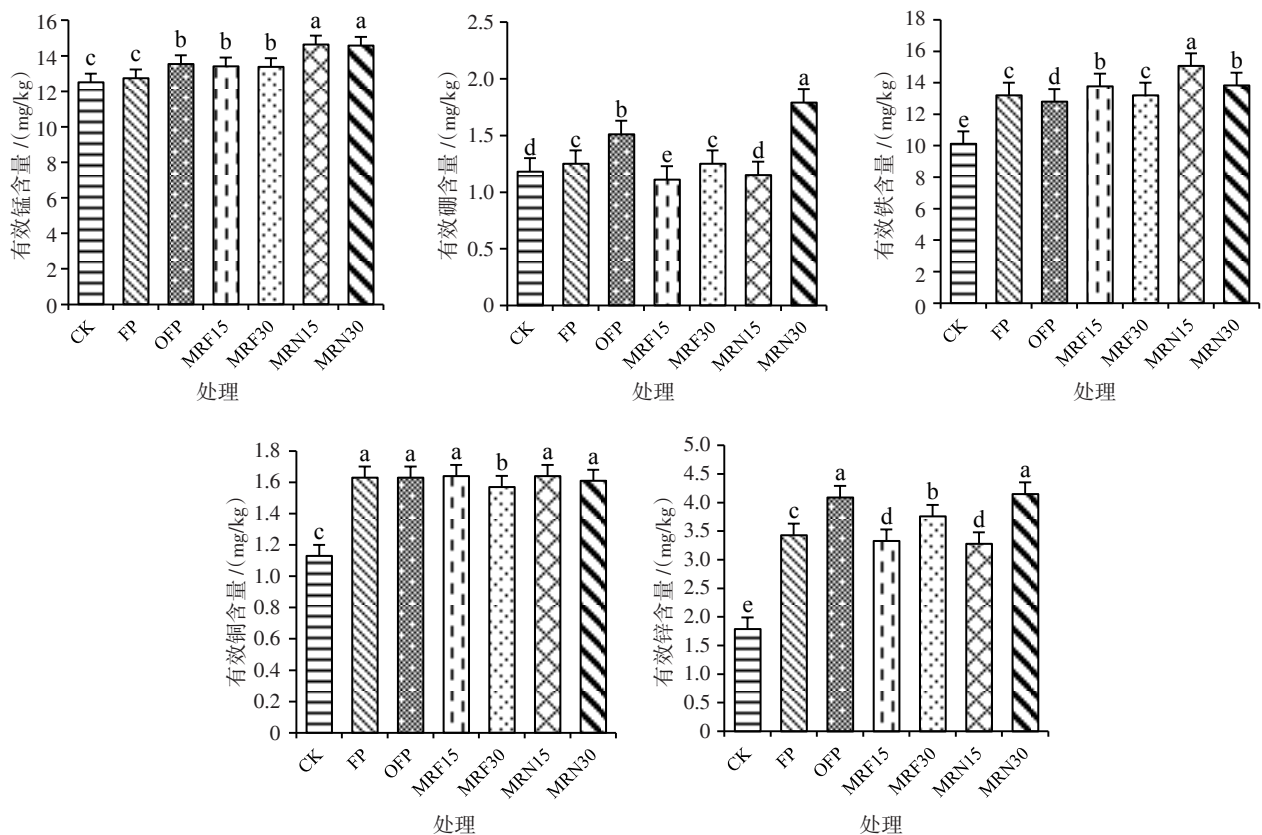 有效锰含量/(mg/kg)
16
14
12
10
8
6
4
2
0
c c b b b a a
CK FP OFP MRF15 MRF30 MRN15 MRN30
处理
有效硼含量/(mg/kg)
2.5
2.0
1.5
1.0
0.5
0
d c b e c d a
CK FP OFP MRF15 MRF30 MRN15 MRN30
处理
有效铁含量/(mg/kg)
18
16
14
12
10
8
6
4
2
0
e c d b c a b
CK FP OFP MRF15 MRF30 MRN15 MRN30
处理
有效铜含量/(mg/kg)
1.8
1.6
1.4
1.2
1.0
0.8
0.6
0.4
0.2
0
c a a a b a a
CK FP OFP MRF15 MRF30 MRN15 MRN30
处理
有效锌含量/(mg/kg)
5.0
4.5
4.0
3.5
3.0
2.5
2.0
1.5
1.0
0.5
0
e c a d b d a
CK FP OFP MRF15 MRF30 MRN15 MRN30
处理